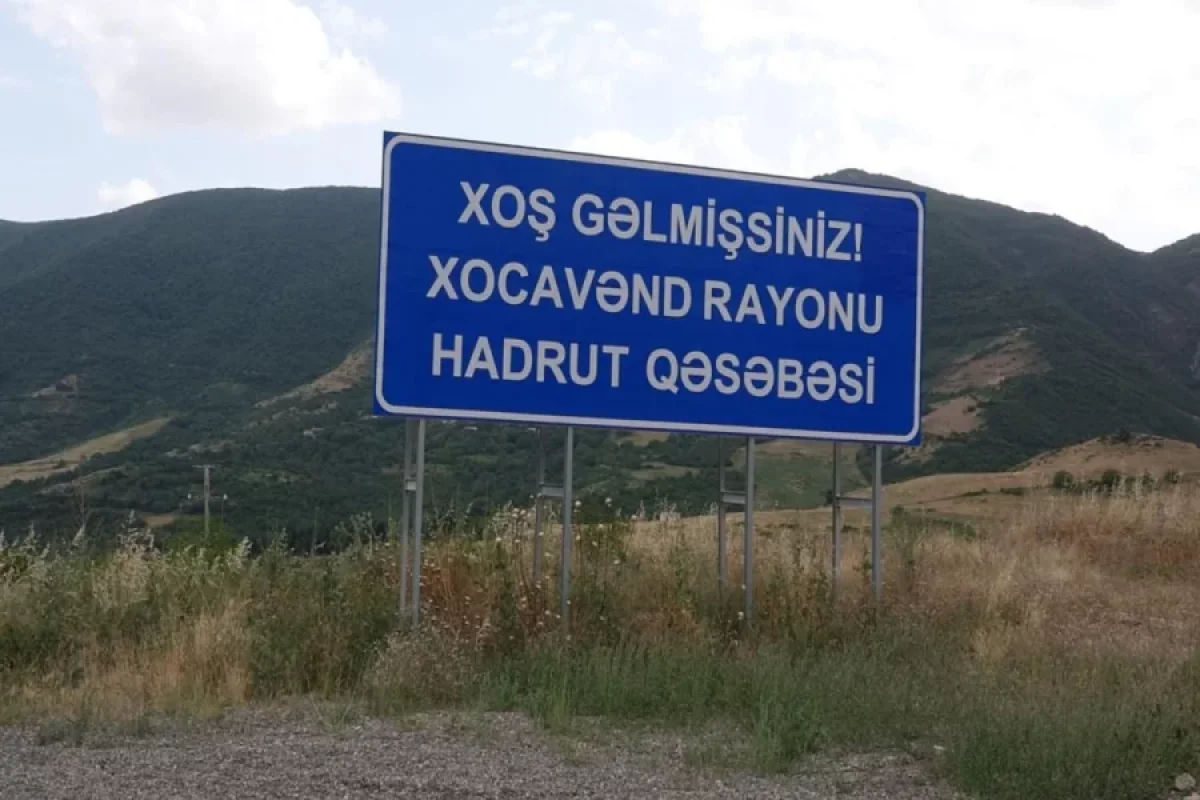 XOŞ GƏLMİŞSİNİZ!
XOCAVƏND RAYONU
HADRUT QƏSƏBƏSİ